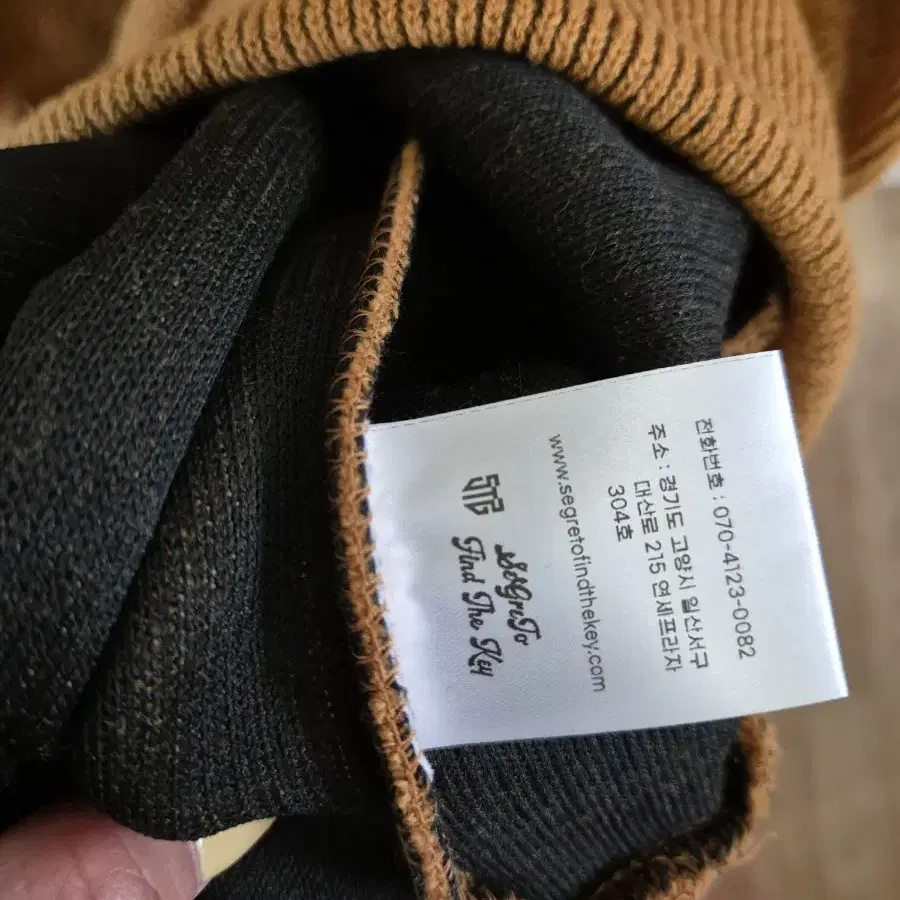 STG
SeGreTo
Find The Key
www.segretofindthekey.com
주소 : 경기도 고양시 일산서구
대산로 215 연세프라자
304호
전화번호 : 070-4123-0082